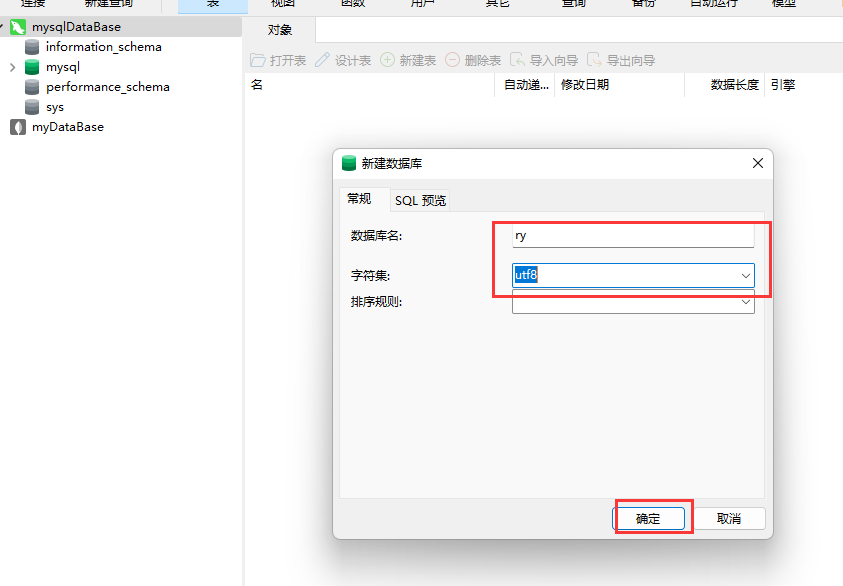 连接 新建查询 表 视图 函数 用户 其它 查询 备份 自动运行 模型
mysqlDataBase
information_schema
mysql
performance_schema
sys
myDataBase
对象
打开表 设计表 新建表 删除表 导入向导 导出向导
名 自动递... 修改日期 数据长度 引擎
新建数据库
常规 SQL 预览
数据库名: ry
字符集: utf8
排序规则:
确定 取消